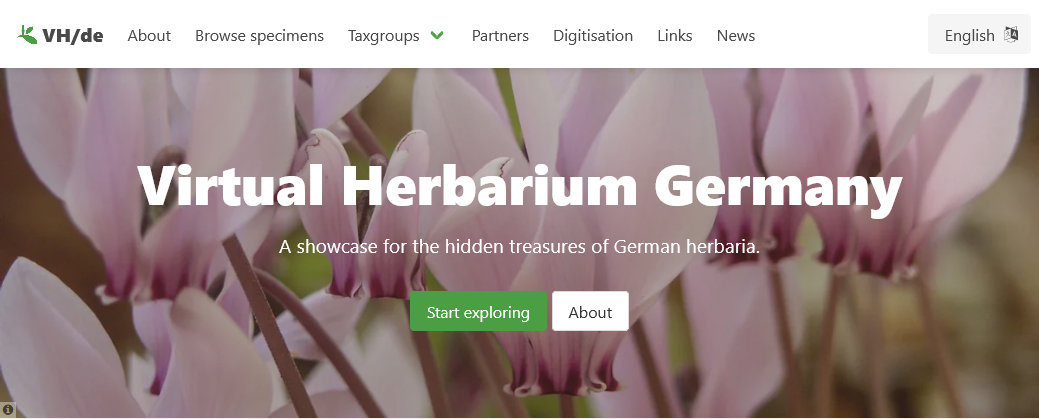 VH/de About Browse specimens Taxgroups Partners Digitisation Links News English
Virtual Herbarium Germany
A showcase for the hidden treasures of German herbaria.
Start exploring About